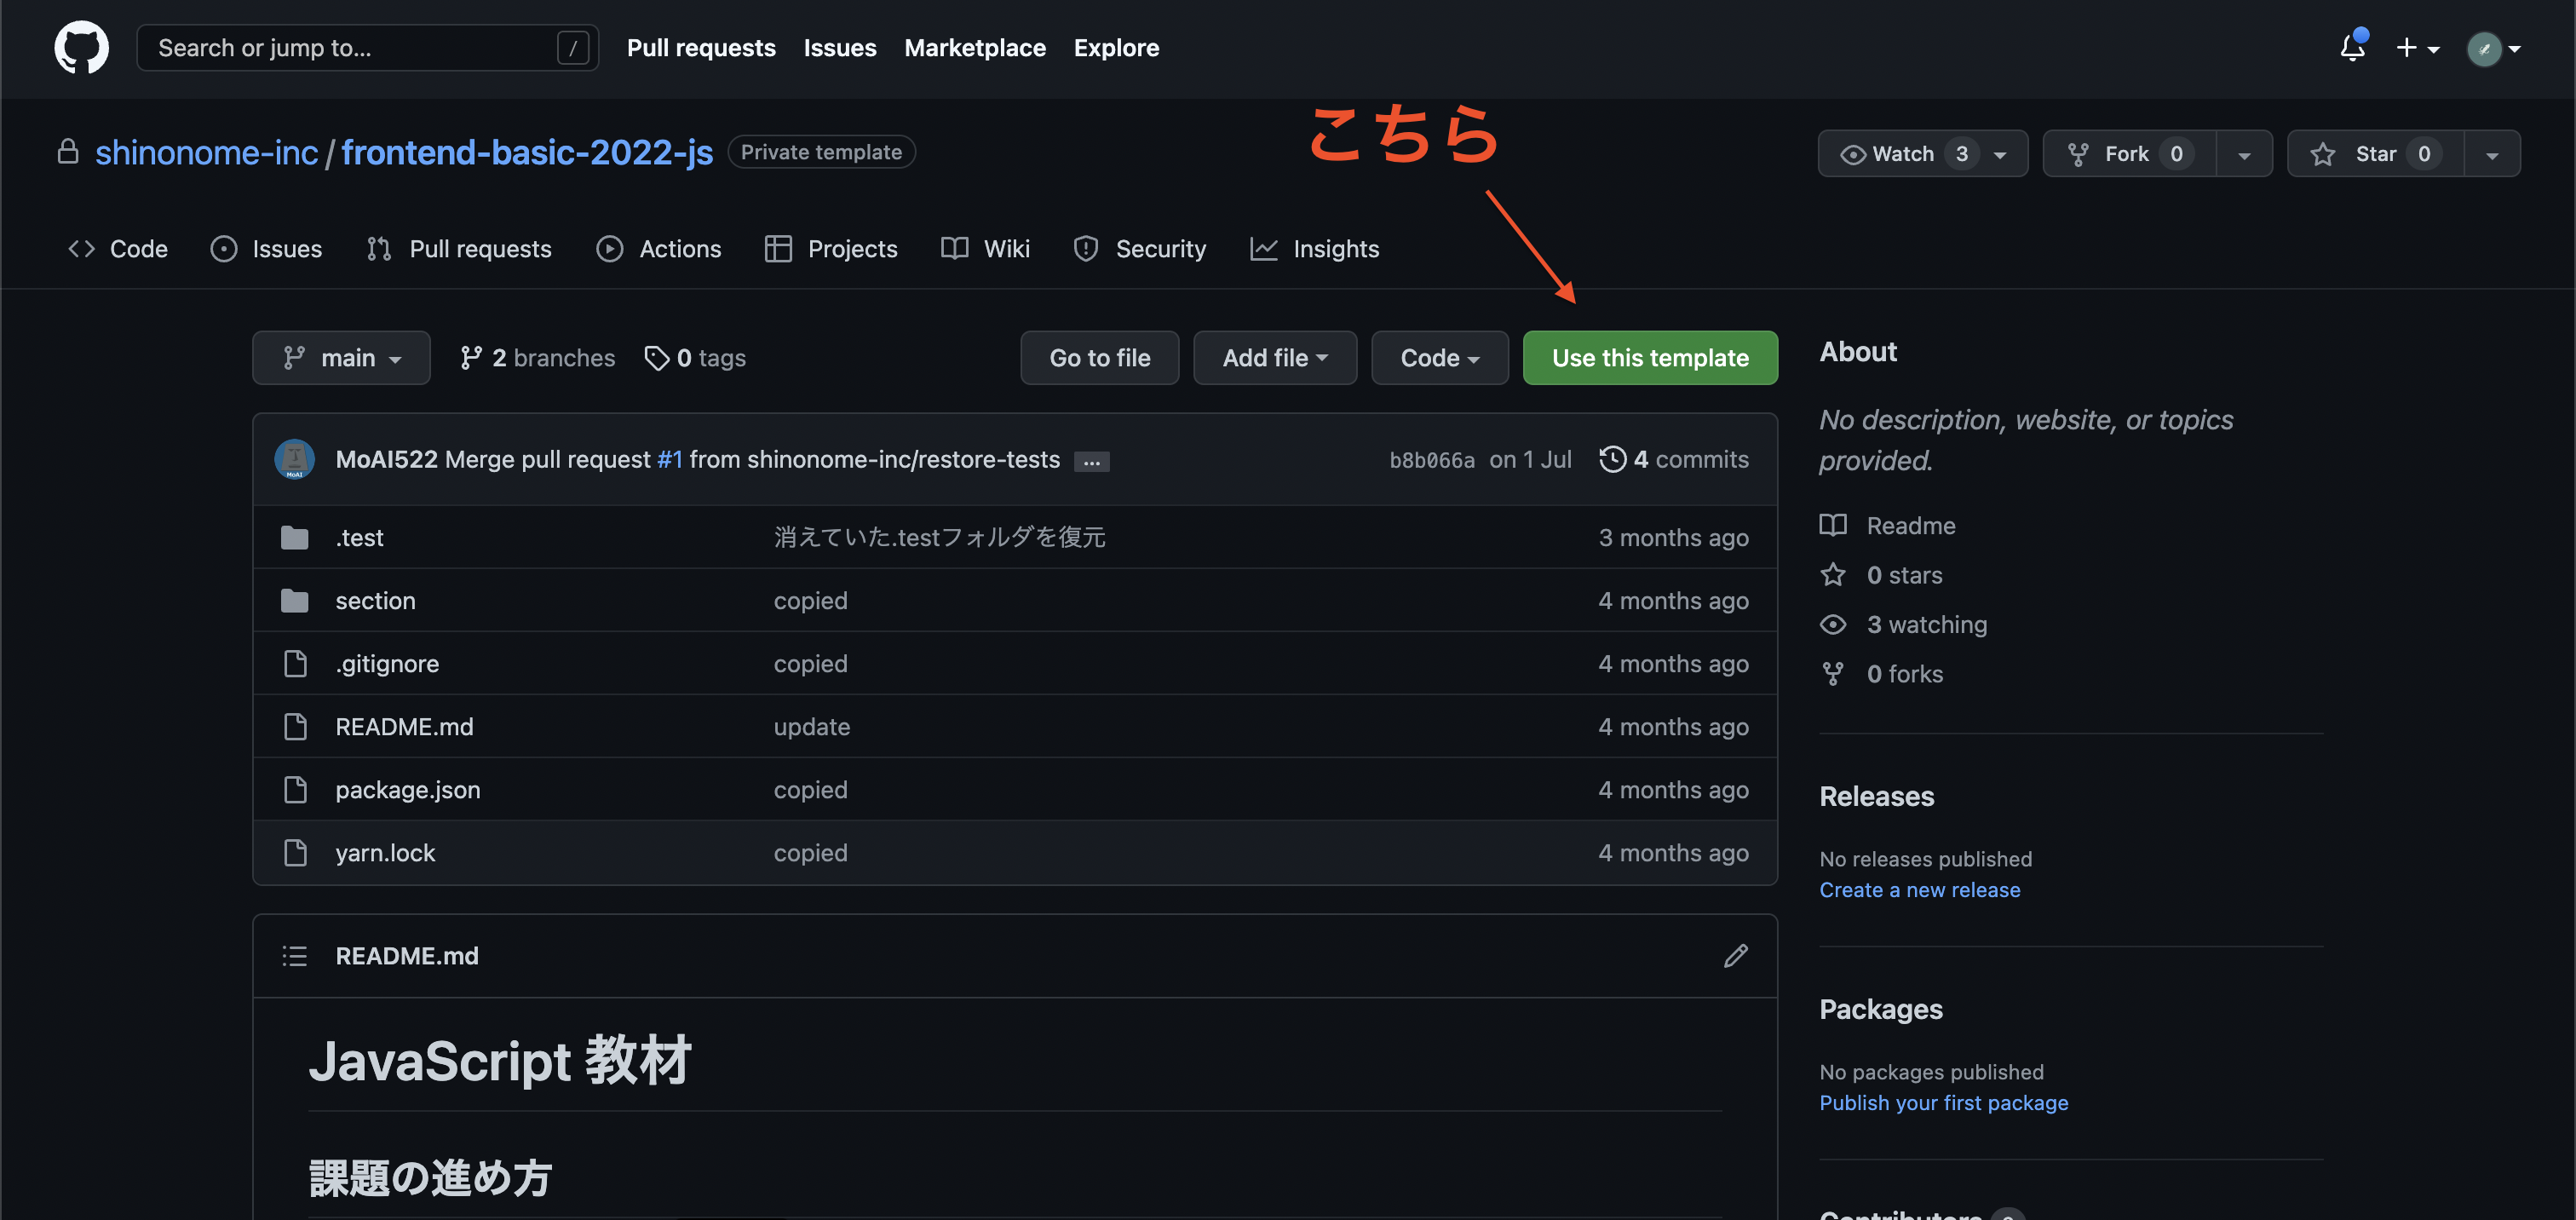 Search or jump to... /
Pull requests Issues Marketplace Explore
こちら
shinonome-inc / frontend-basic-2022-js Private template
Watch 3 Fork 0 Star 0
Code Issues Pull requests Actions Projects Wiki Security Insights
main 2 branches 0 tags Go to file Add file Code Use this template
MoAI522 Merge pull request #1 from shinonome-inc/restore-tests ... b8b066a on 1 Jul 4 commits
.test 消えていた.testフォルダを復元 3 months ago
section copied 4 months ago
.gitignore copied 4 months ago
README.md update 4 months ago
package.json copied 4 months ago
yarn.lock copied 4 months ago
README.md
JavaScript 教材
課題の進め方
About
No description, website, or topics
provided.
Readme
0 stars
3 watching
0 forks
Releases
No releases published
Create a new release
Packages
No packages published
Publish your first package
Contributors